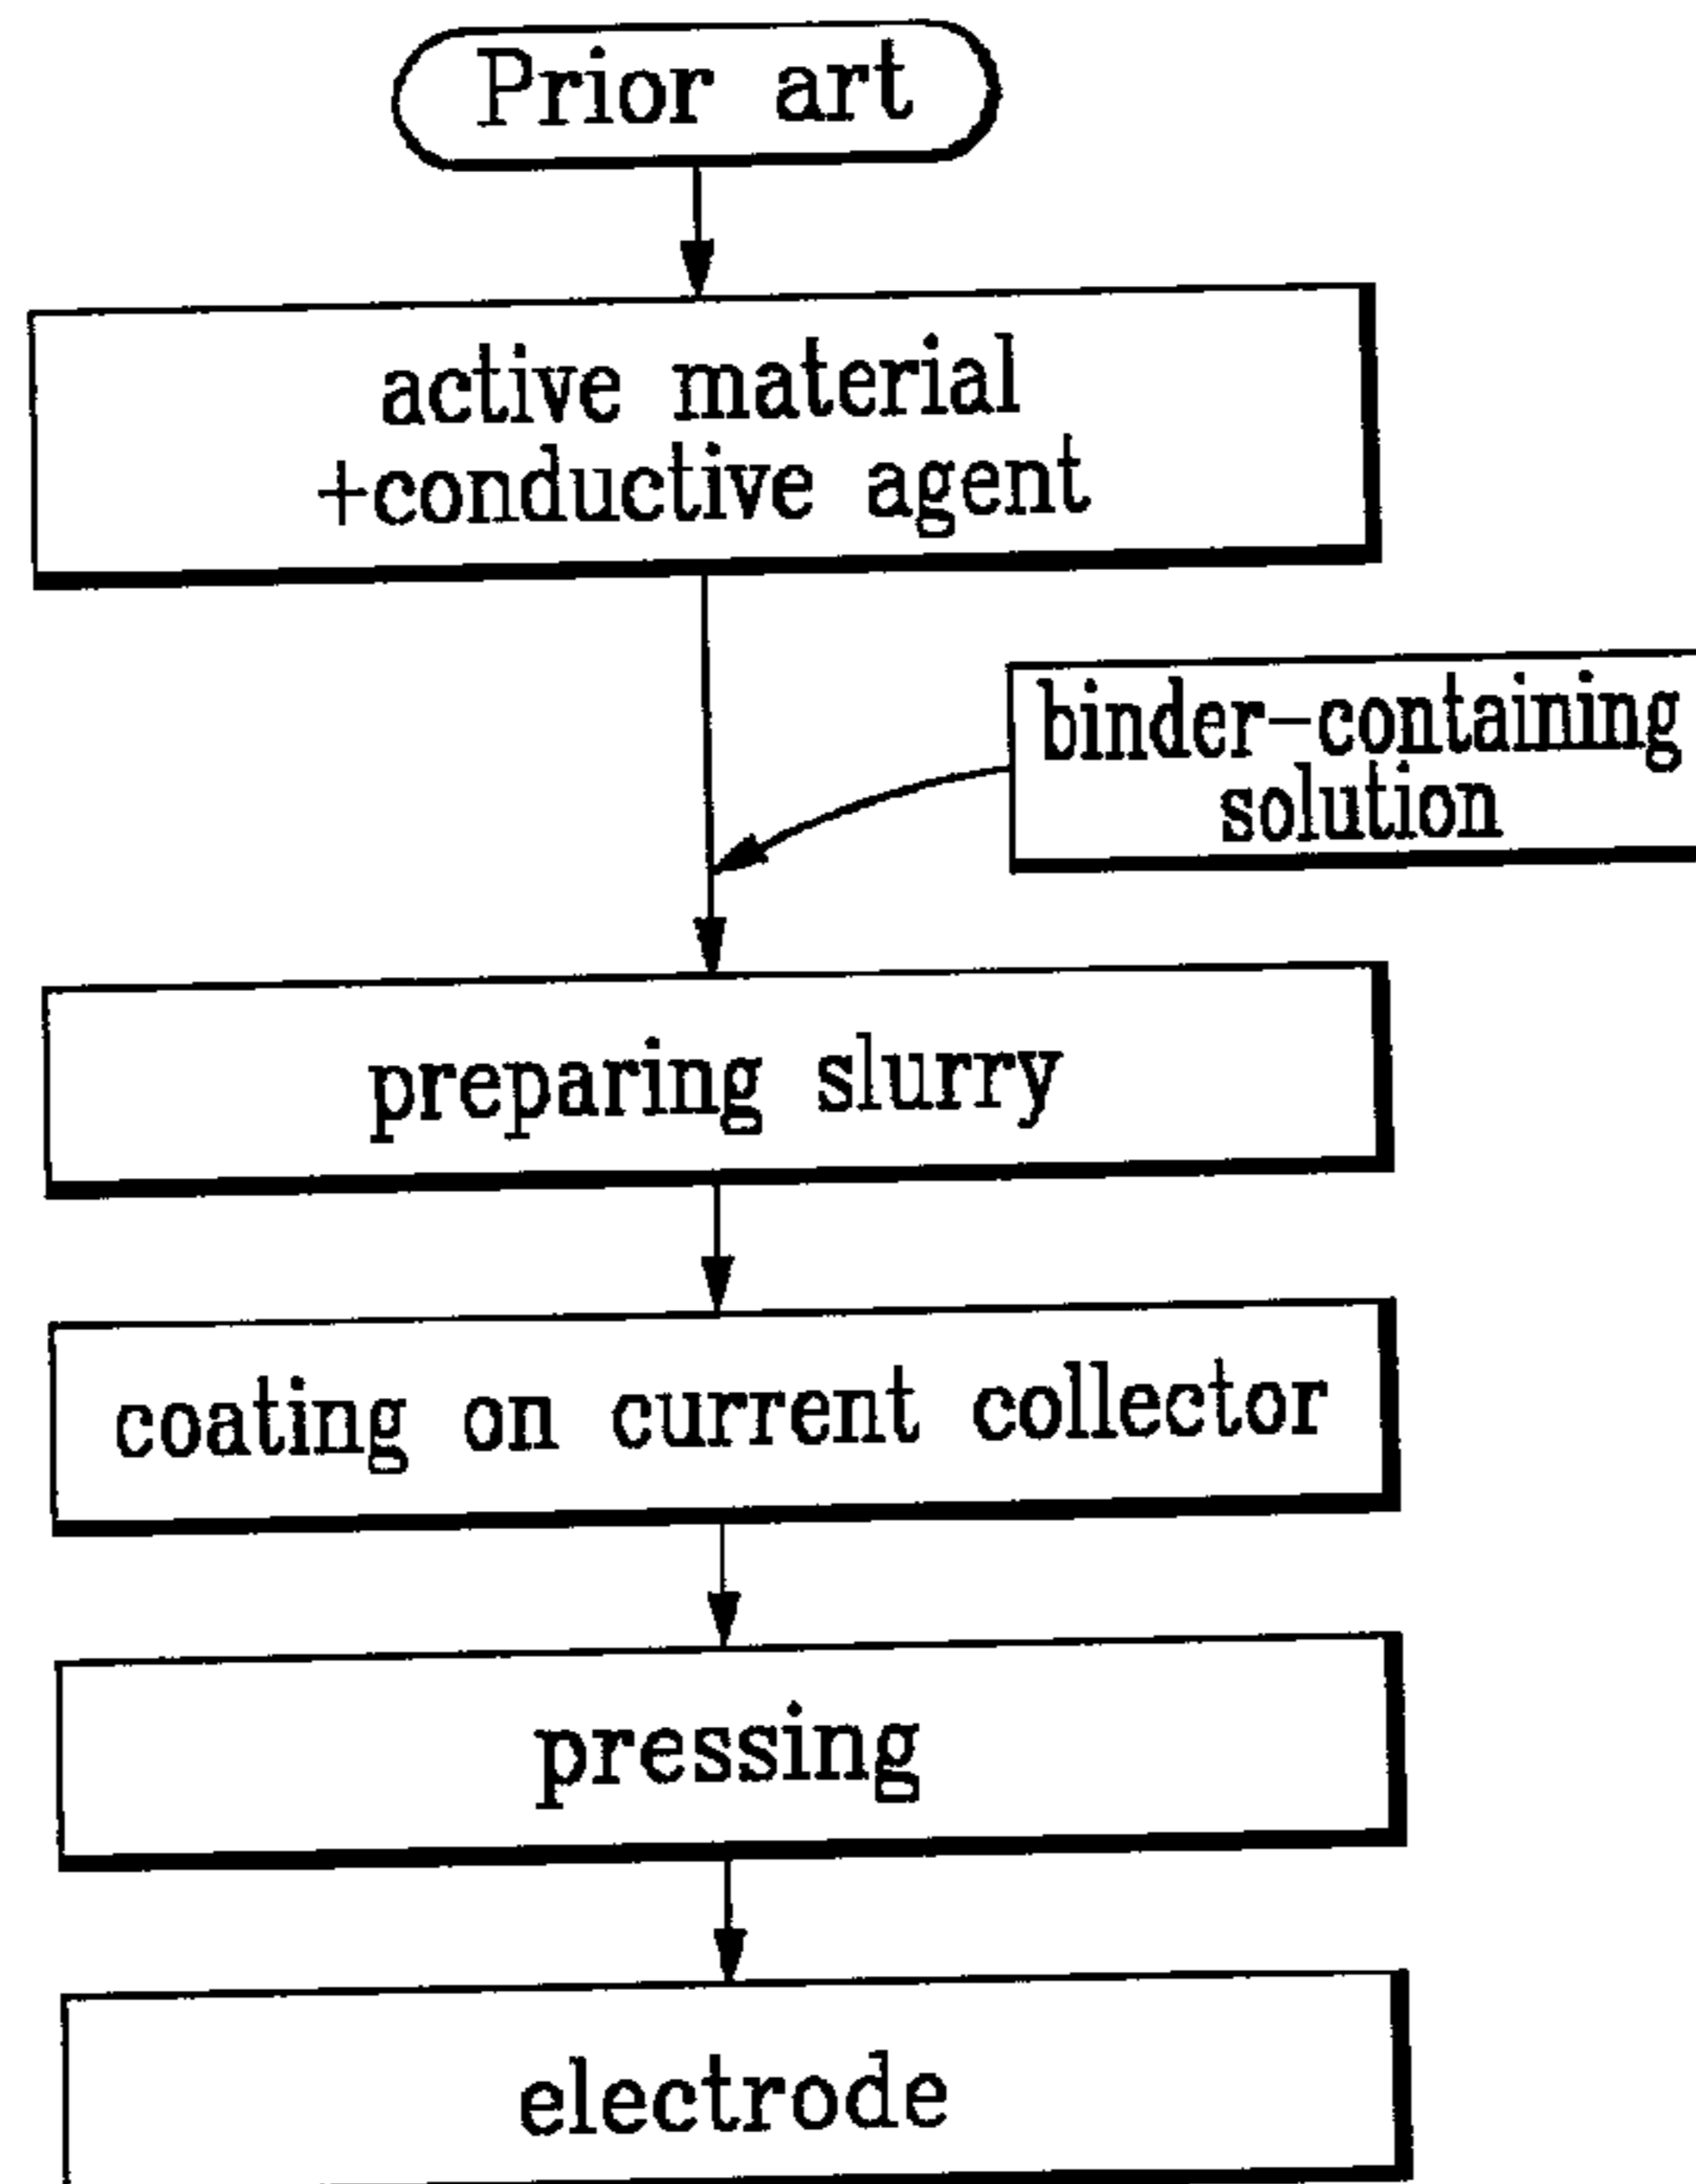 Prior art
active material
+conductive agent
binder-containing
solution
preparing slurry
coating on current collector
pressing
electrode